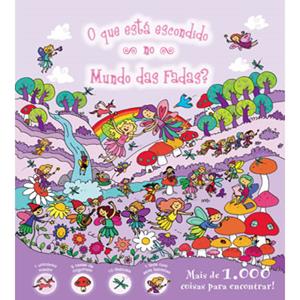 O que está escondido
no
Mundo das Fadas?
Mais de 1.000
coisas para encontrar!